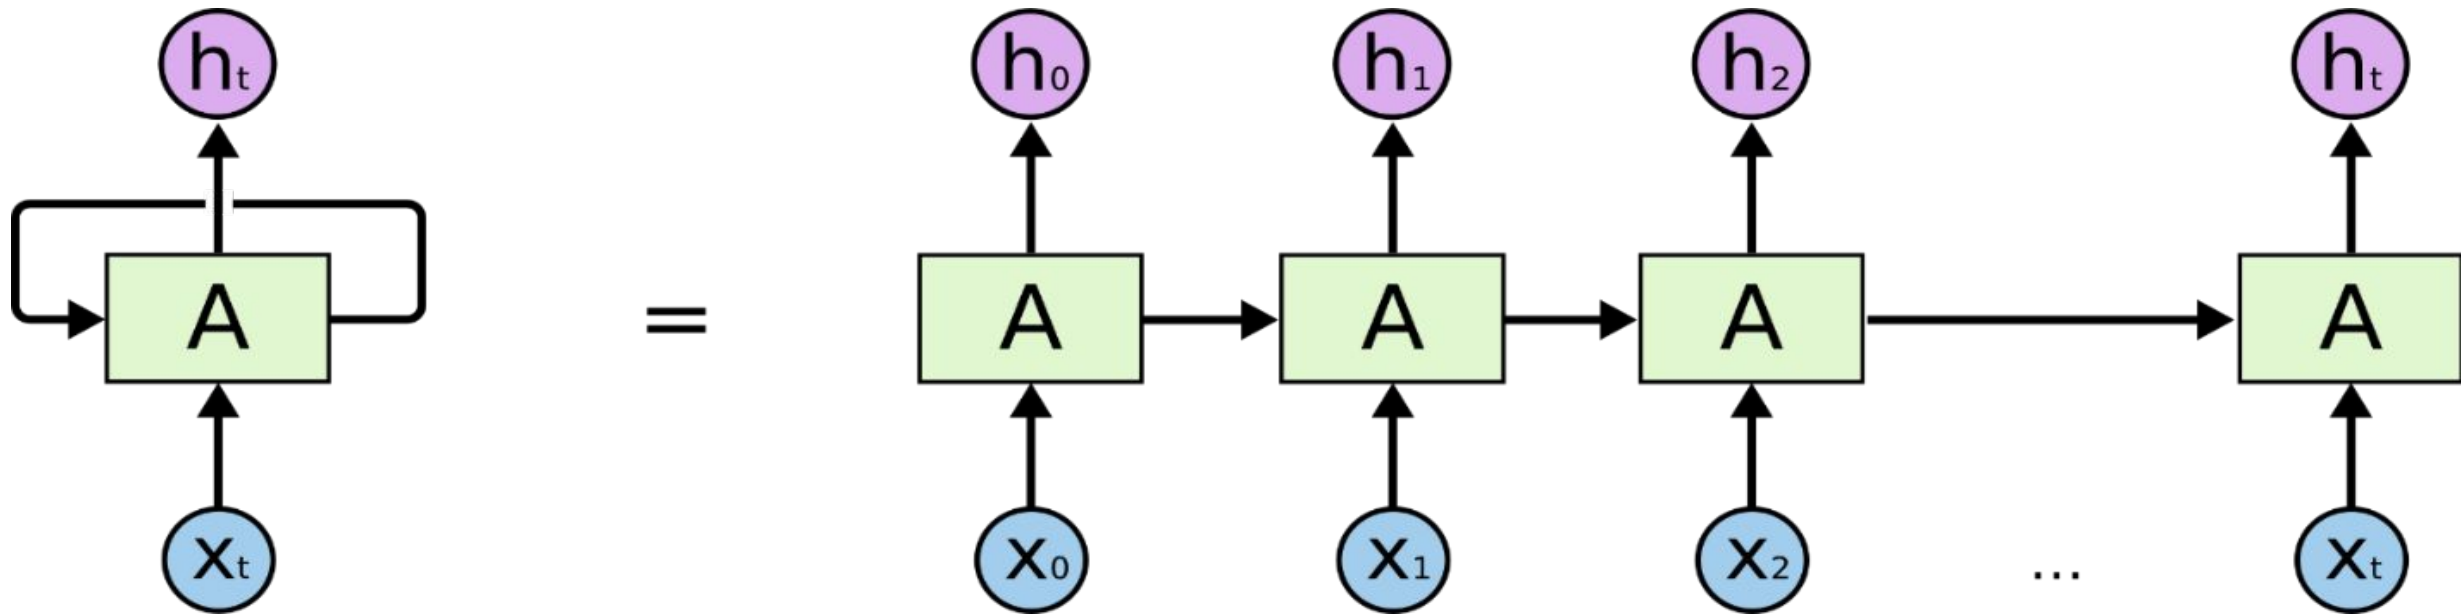 ht h0 h1 h2 ht
A = A A A A
xt x0 x1 x2 ... xt